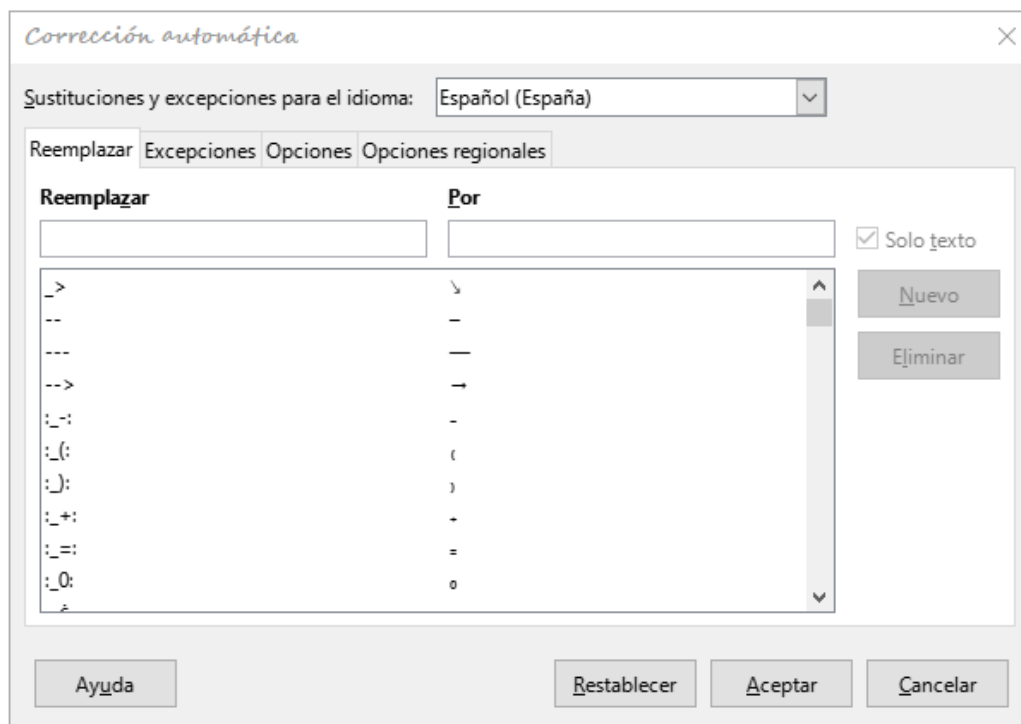 Corrección automática
Sustituciones y excepciones para el idioma: Español (España)
Reemplazar Excepciones Opciones Opciones regionales
Reemplazar Por
Solo texto
_> ↘
Nuevo
-- –
--- —
Eliminar
--> →
:_-: ₋
:_(: ₍
:_): ₎
:_+: ₊
:_=: ₌
:_0: ₀
Ayuda Restablecer Aceptar Cancelar